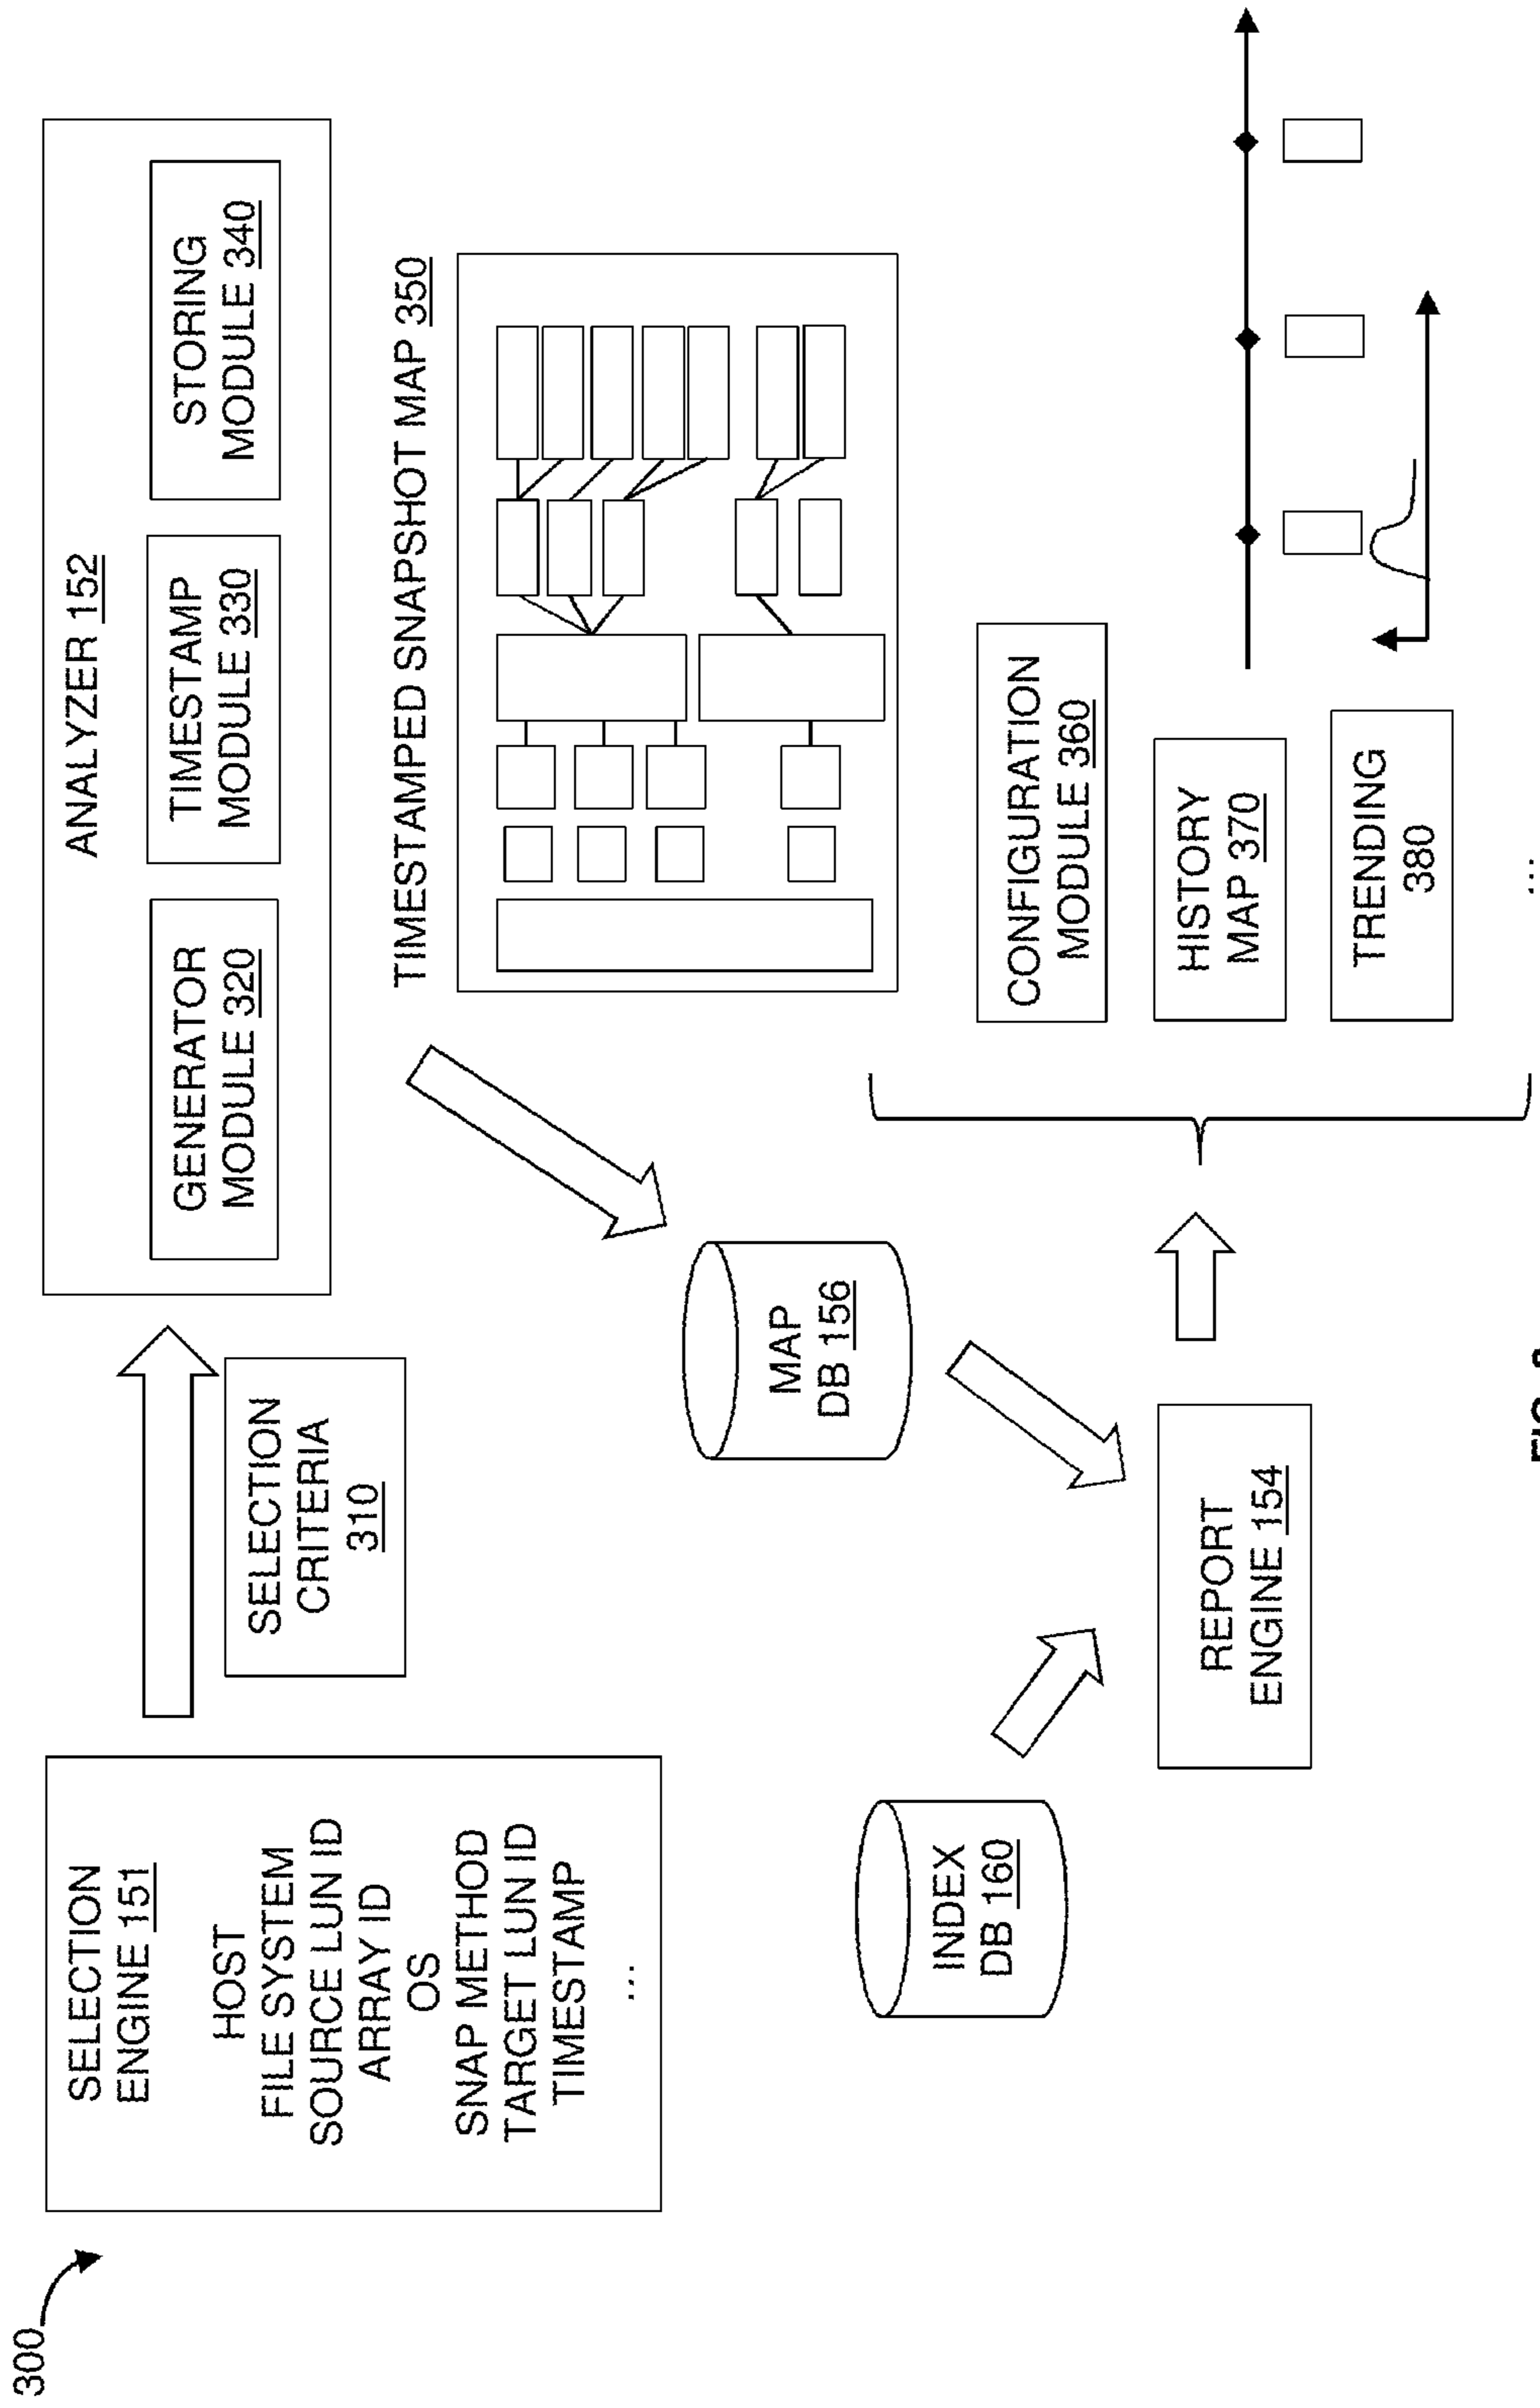 300
SELECTION
ENGINE 151
HOST
FILE SYSTEM
SOURCE LUN ID
ARRAY ID
OS
SNAP METHOD
TARGET LUN ID
TIMESTAMP
...
SELECTION
CRITERIA
310
ANALYZER 152
GENERATOR
MODULE 320
TIMESTAMP
MODULE 330
STORING
MODULE 340
TIMESTAMPED SNAPSHOT MAP 350
MAP
DB 156
INDEX
DB 160
REPORT
ENGINE 154
CONFIGURATION
MODULE 360
HISTORY
MAP 370
TRENDING
380
...
FIG.